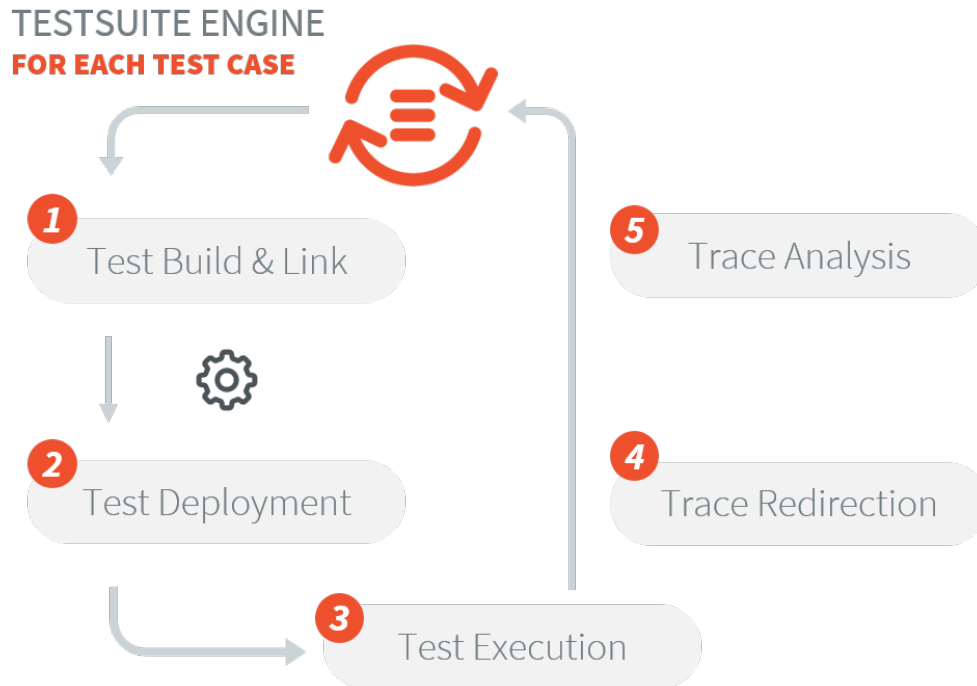 TESTSUITE ENGINE
FOR EACH TEST CASE
1
Test Build & Link
2
Test Deployment
3
Test Execution
4
Trace Redirection
5
Trace Analysis